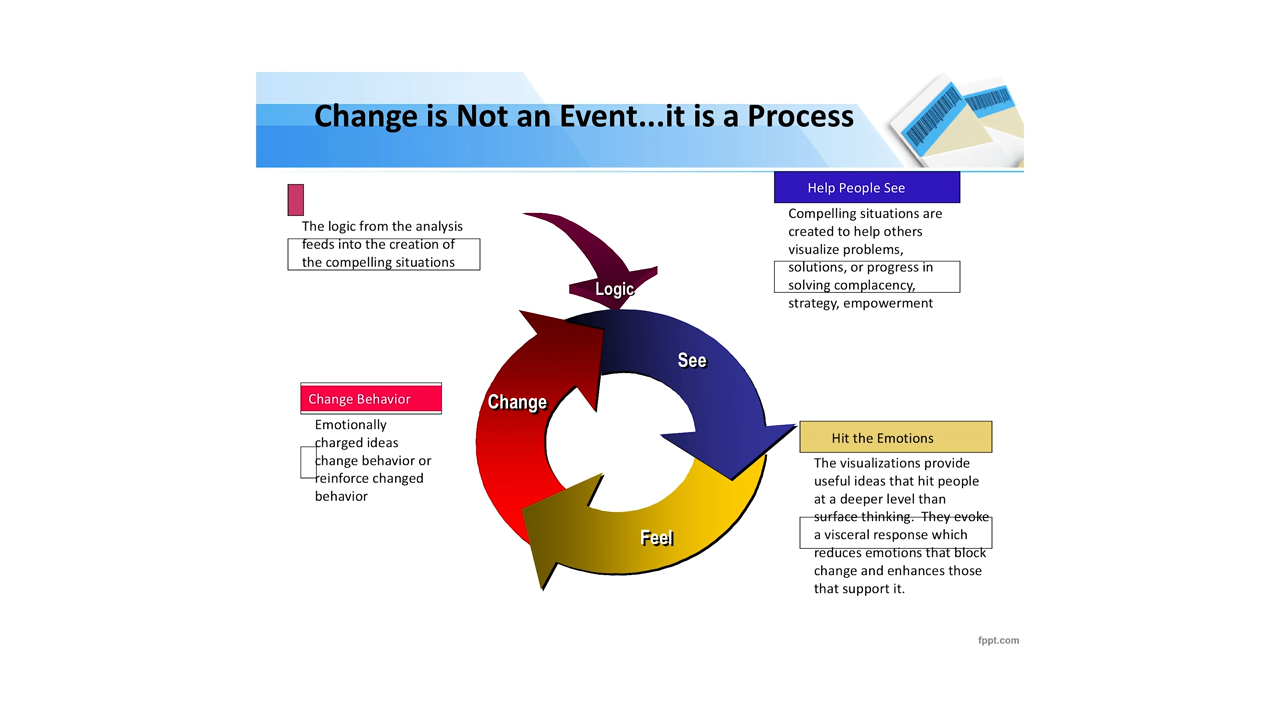 Change is Not an Event...it is a Process
The logic from the analysis
feeds into the creation of
the compelling situations
Help People See
Compelling situations are
created to help others
visualize problems,
solutions, or progress in
solving complacency,
strategy, empowerment
Logic
See
Change
Feel
Change Behavior
Emotionally
charged ideas
change behavior or
reinforce changed
behavior
Hit the Emotions
The visualizations provide
useful ideas that hit people
at a deeper level than
surface thinking.  They evoke
a visceral response which
reduces emotions that block
change and enhances those
that support it.
fppt.com